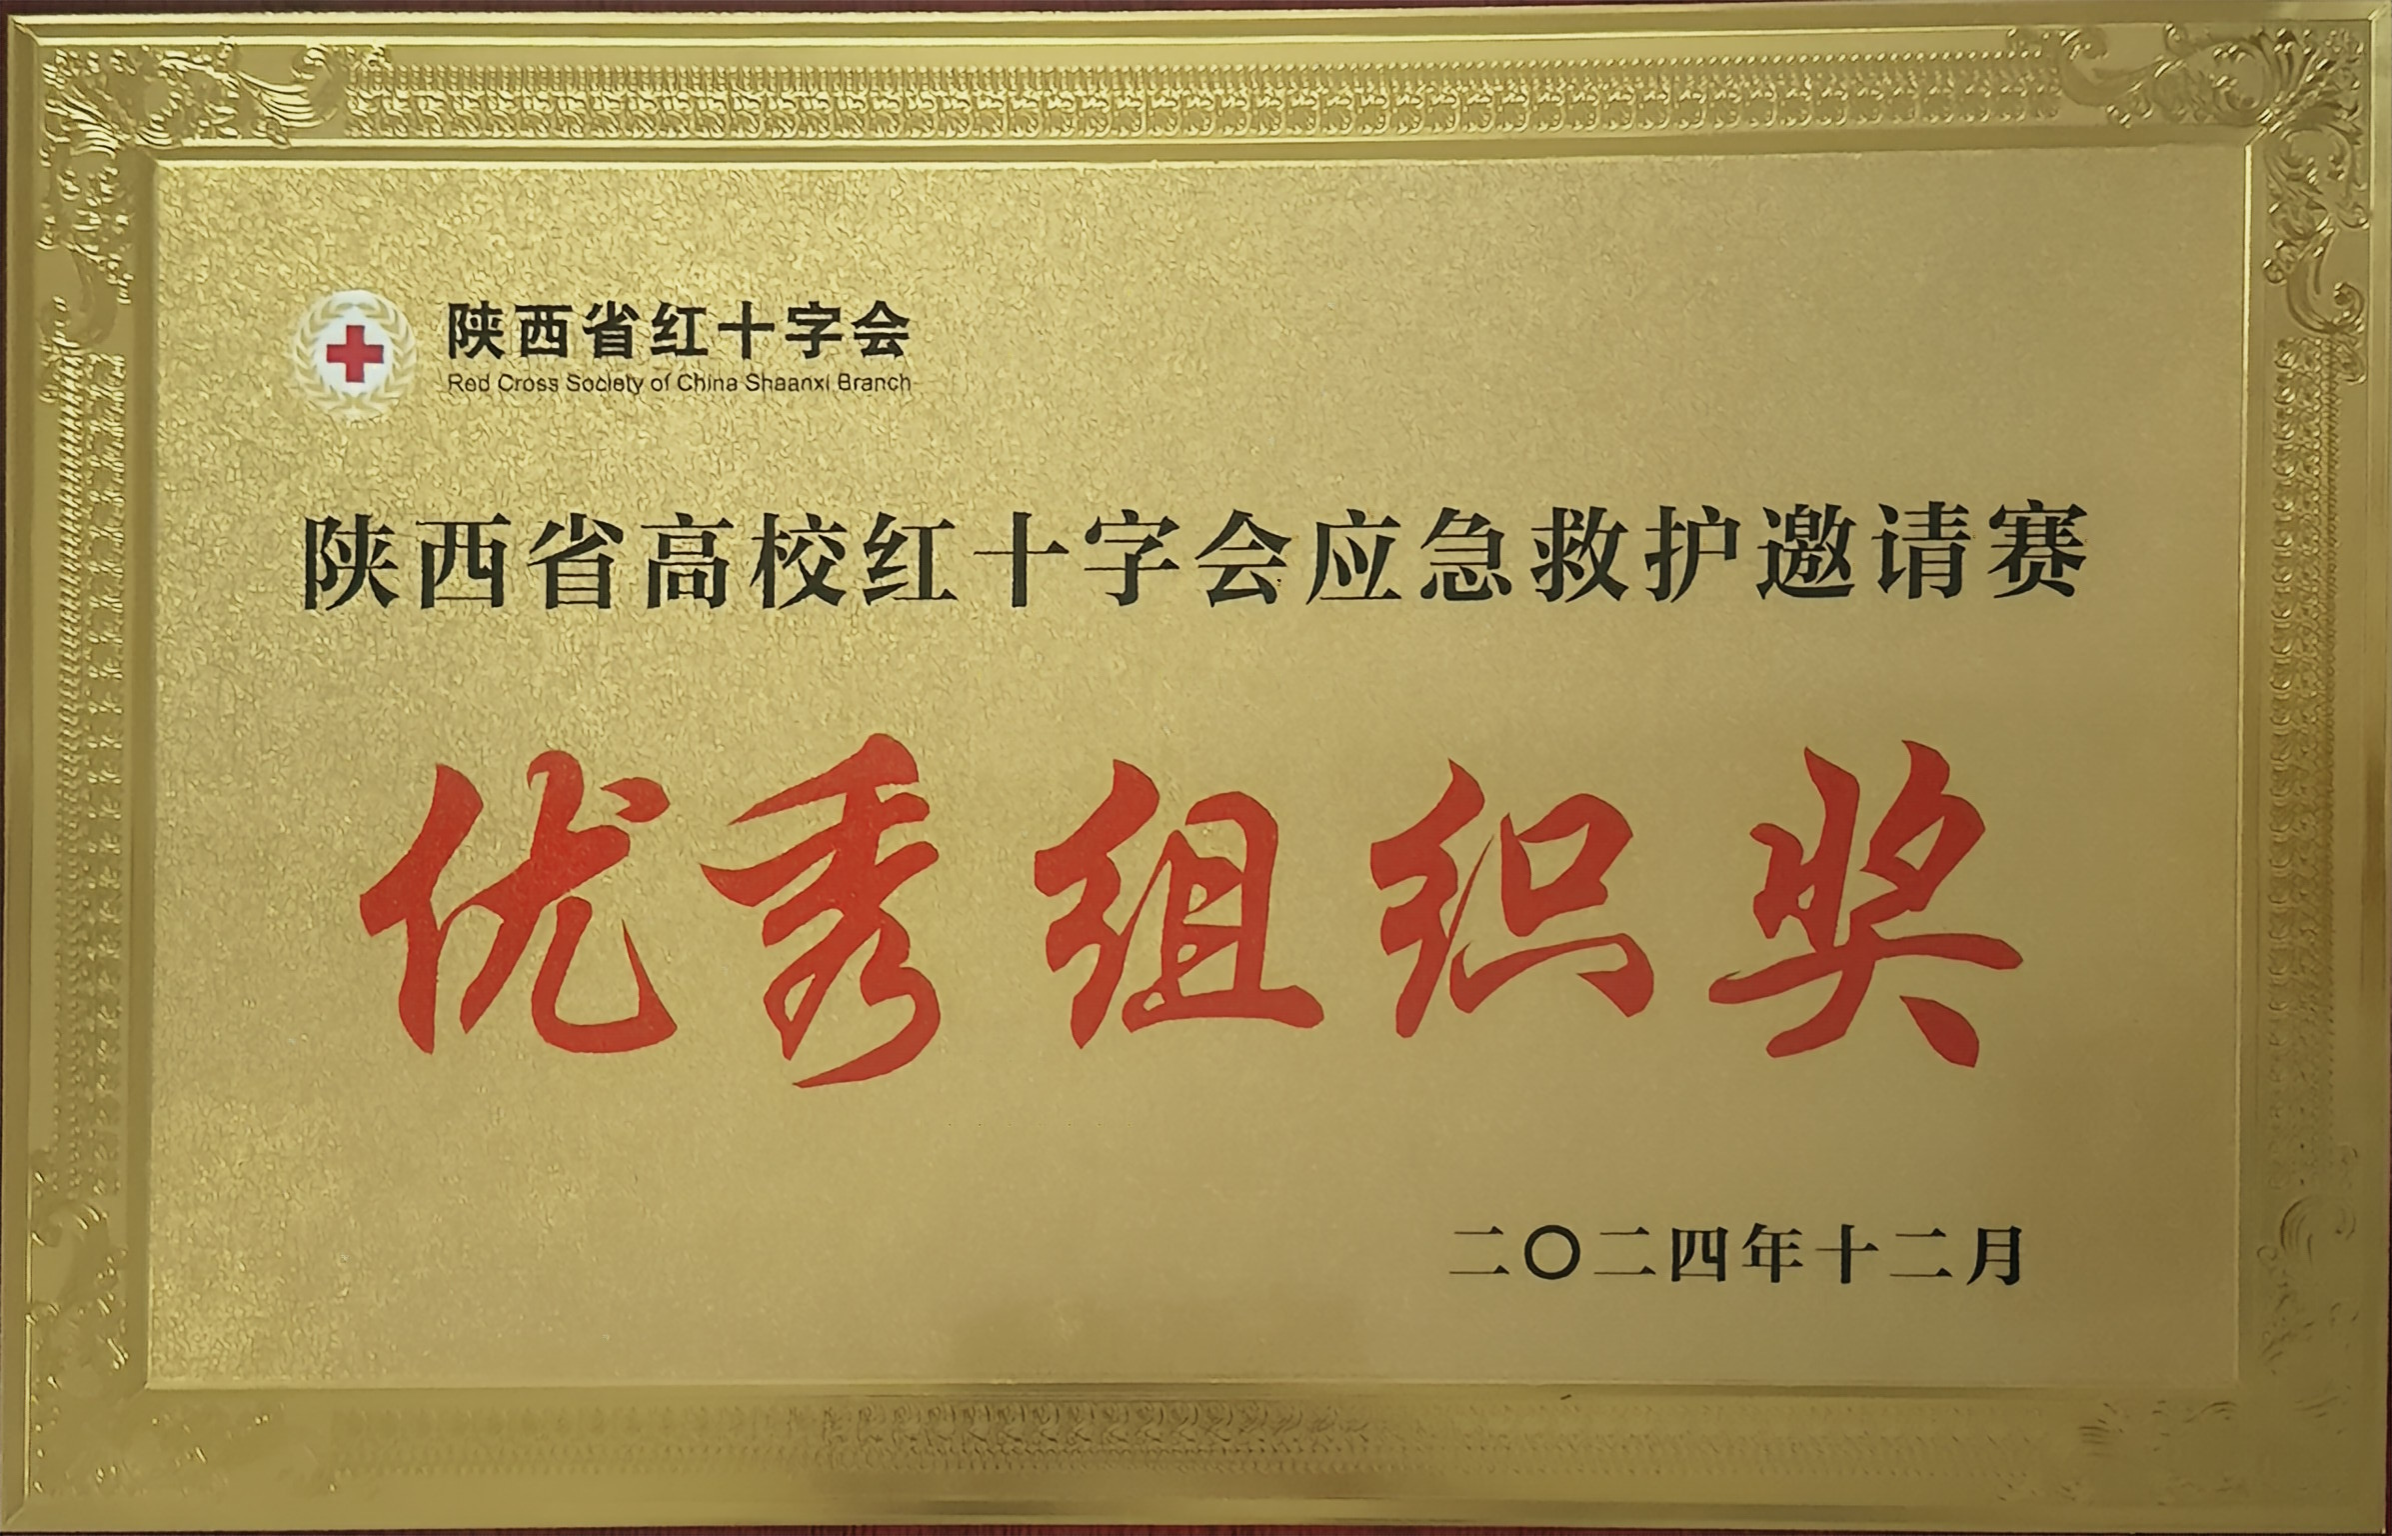 陕西省红十字会
Red Cross Society of China Shaanxi Branch
陕西省高校红十字会应急救护邀请赛
优秀组织奖
二〇二四年十二月